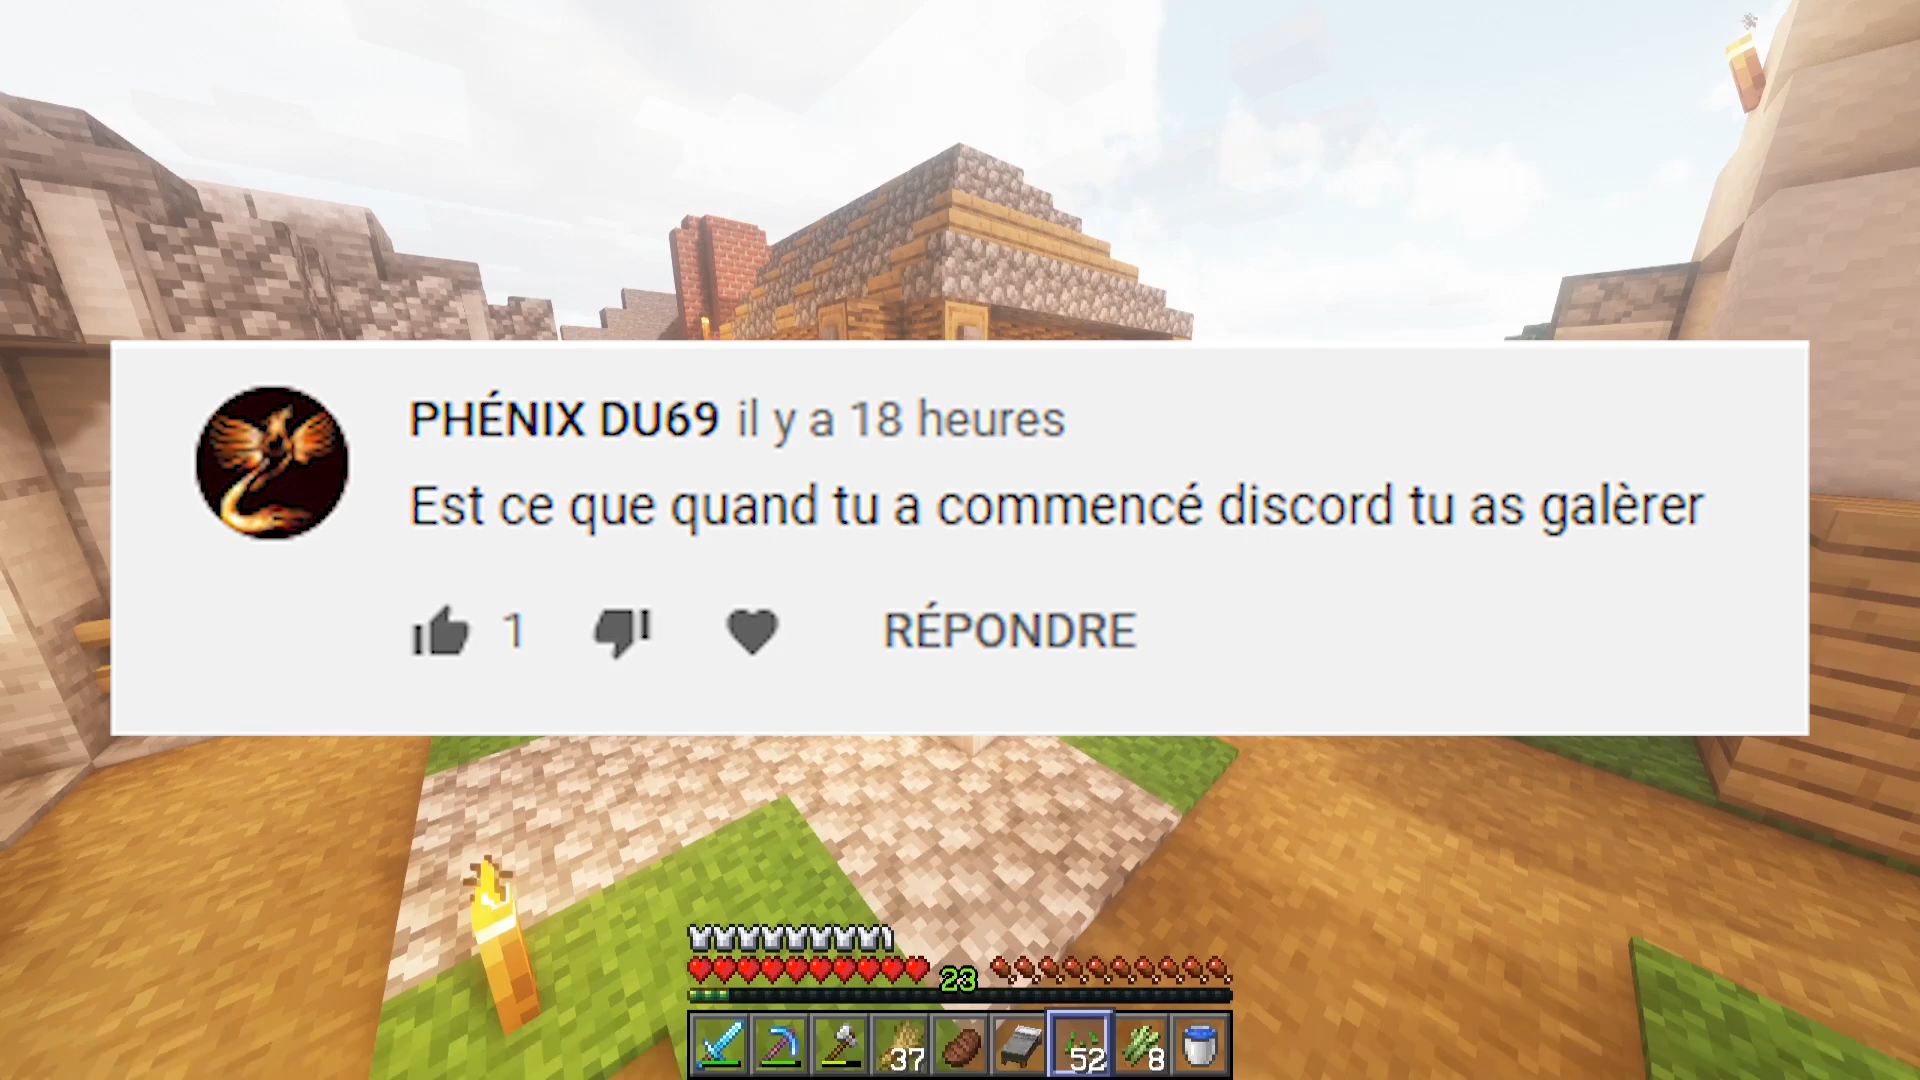 PHÉNIX DU69 il y a 18 heures
Est ce que quand tu a commencé discord tu as galèrer
1 RÉPONDRE
23
37 52 8